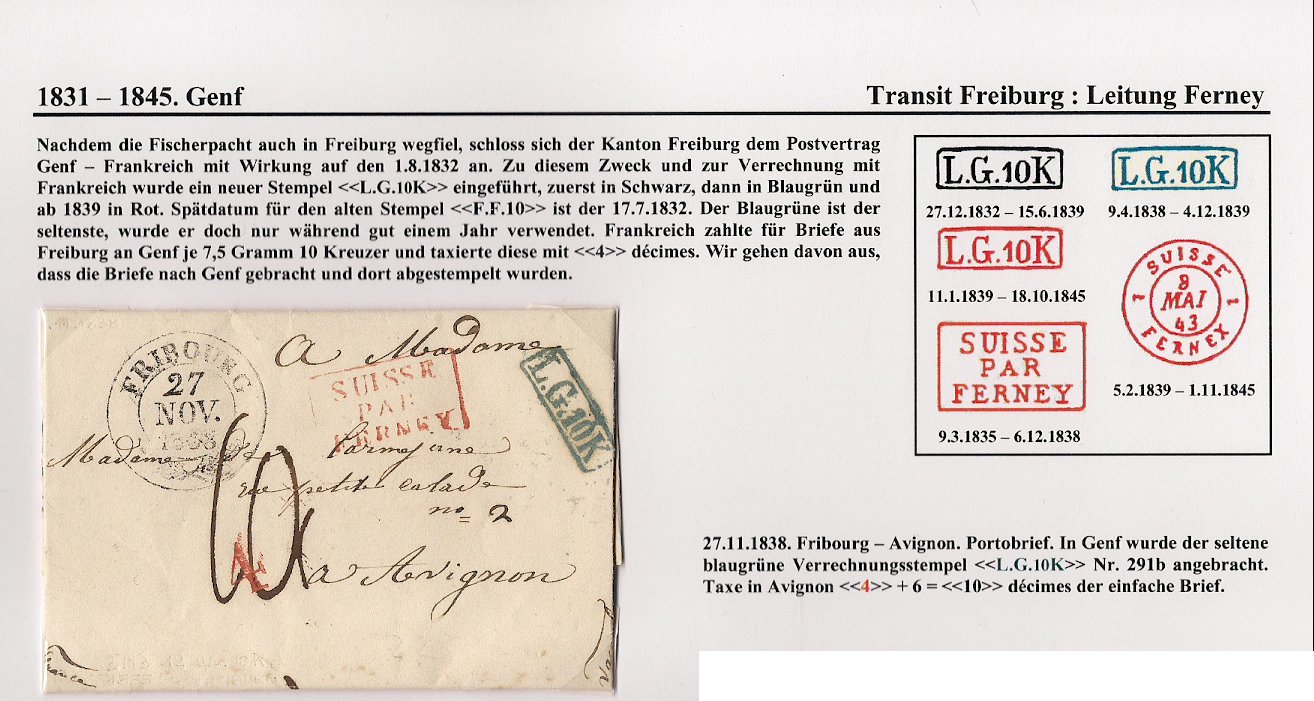 1831 – 1845. Genf
Transit Freiburg : Leitung Ferney
Nachdem die Fischerpacht auch in Freiburg wegfiel, schloss sich der Kanton Freiburg dem Postvertrag
Genf – Frankreich mit Wirkung auf den 1.8.1832 an. Zu diesem Zweck und zur Verrechnung mit
Frankreich wurde ein neuer Stempel <<L.G.10K>> eingeführt, zuerst in Schwarz, dann in Blaugrün und
ab 1839 in Rot. Spätdatum für den alten Stempel <<F.F.10>> ist der 17.7.1832. Der Blaugrüne ist der
seltenste, wurde er doch nur während gut einem Jahr verwendet. Frankreich zahlte für Briefe aus
Freiburg an Genf je 7,5 Gramm 10 Kreuzer und taxierte diese mit <<4>> décimes. Wir gehen davon aus,
dass die Briefe nach Genf gebracht und dort abgestempelt wurden.
L.G.10K
27.12.1832 – 15.6.1839
L.G.10K
9.4.1838 – 4.12.1839
L.G.10K
11.1.1839 – 18.10.1845
SUISSE
PAR
FERNEY
9.3.1835 – 6.12.1838
SUISSE
8
MAI
43
FERNEX
5.2.1839 – 1.11.1845
FRIBOURG
27
NOV.
1838
A Madame
SUISSE
PAR
FERNEY
L.G.10K
Madame de
petite calade
no 2
4
a Avignon
27.11.1838. Fribourg – Avignon. Portobrief. In Genf wurde der seltene
blaugrüne Verrechnungsstempel <<L.G.10K>> Nr. 291b angebracht.
Taxe in Avignon <<4>> + 6 = <<10>> décimes der einfache Brief.